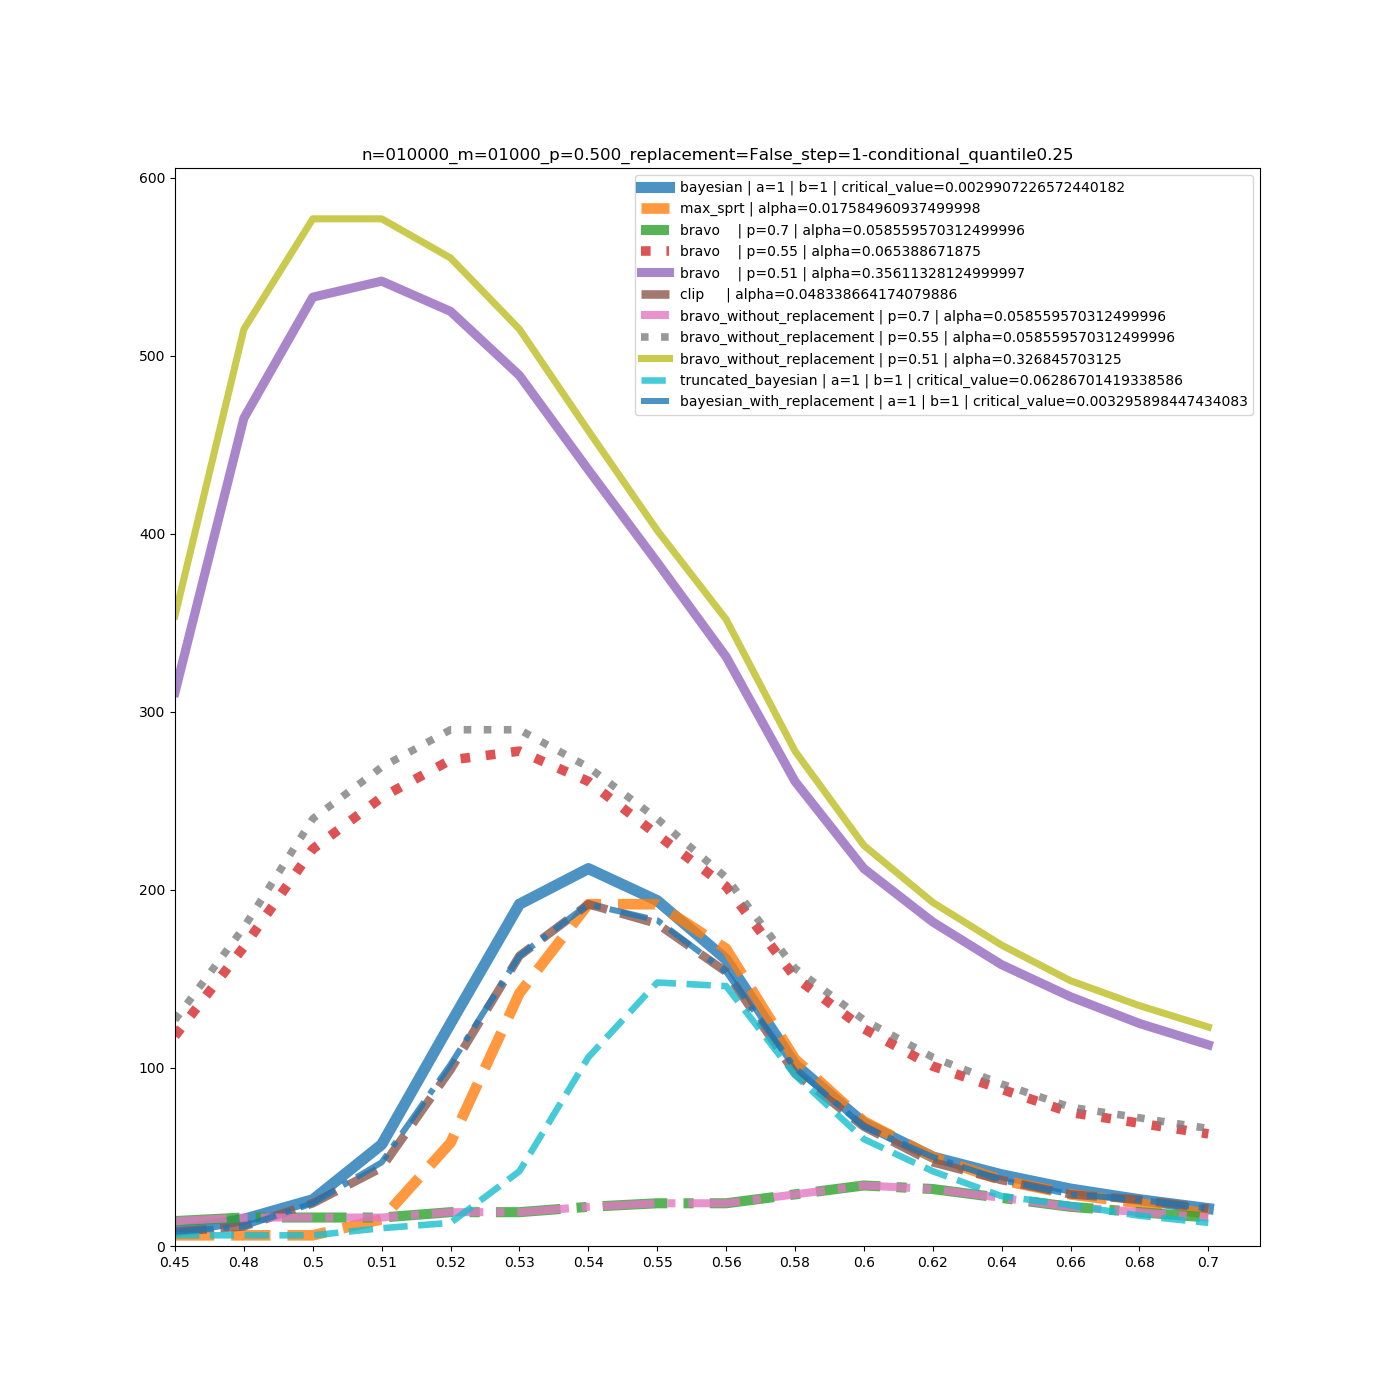 n=010000_m=01000_p=0.500_replacement=False_step=1-conditional_quantile0.25
600
500
400
300
200
100
0
bayesian | a=1 | b=1 | critical_value=0.0029907226572440182
max_sprt | alpha=0.017584960937499998
bravo    | p=0.7 | alpha=0.058559570312499996
bravo    | p=0.55 | alpha=0.065388671875
bravo    | p=0.51 | alpha=0.35611328124999997
clip     | alpha=0.048338664174079886
bravo_without_replacement | p=0.7 | alpha=0.058559570312499996
bravo_without_replacement | p=0.55 | alpha=0.058559570312499996
bravo_without_replacement | p=0.51 | alpha=0.326845703125
truncated_bayesian | a=1 | b=1 | critical_value=0.06286701419338586
bayesian_with_replacement | a=1 | b=1 | critical_value=0.003295898447434083
0.45 0.48 0.5 0.51 0.52 0.53 0.54 0.55 0.56 0.58 0.6 0.62 0.64 0.66 0.68 0.7